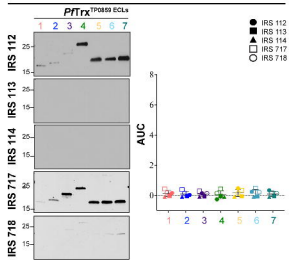 PfTrxTP0859 ECLs
1 2 3 4 5 6 7
IRS 112
25-
15-
IRS 113
25-
15-
IRS 114
25-
15-
IRS 717
25-
15-
IRS 718
25-
15-
IRS 112
IRS 113
IRS 114
IRS 717
IRS 718
AUC
8
6
4
2
0
1 2 3 4 5 6 7